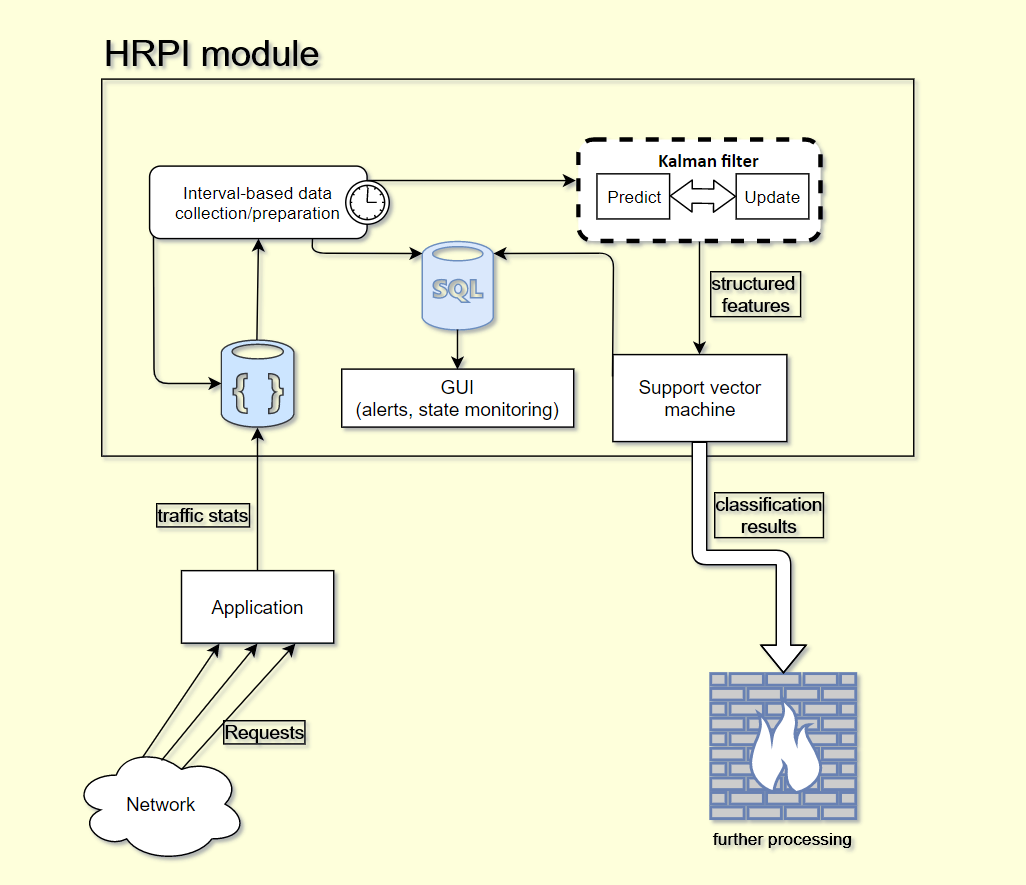 HRPI module
Interval-based data
collection/preparation
Kalman filter
Predict
Update
SQL
structured
features
{ }
GUI
(alerts, state monitoring)
Support vector
machine
traffic stats
classification
results
Application
Requests
Network
further processing